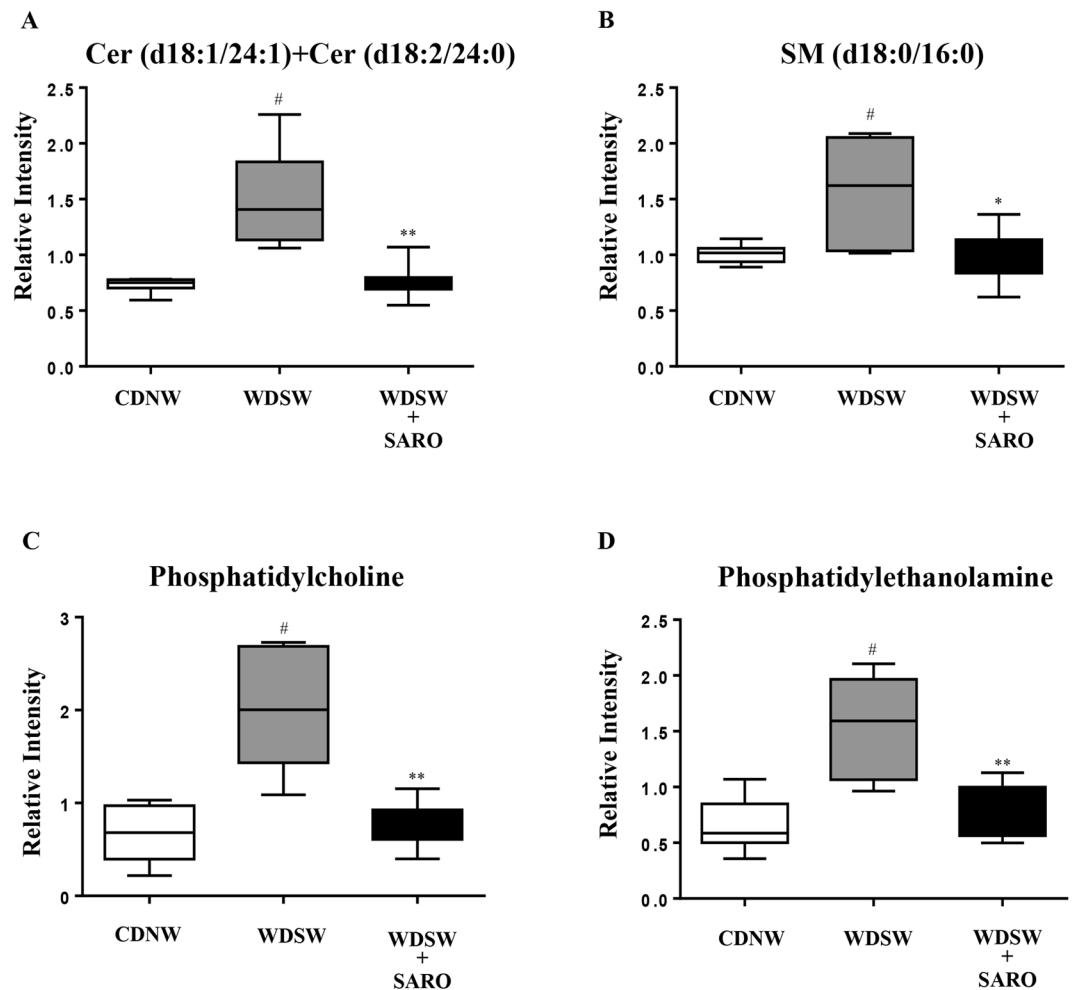 A
Cer (d18:1/24:1)+Cer (d18:2/24:0)
Relative Intensity
2.5
2.0
1.5
1.0
0.5
0.0
#
**
CDNW
WDSW
WDSW
+
SARO
B
SM (d18:0/16:0)
Relative Intensity
2.5
2.0
1.5
1.0
0.5
0.0
#
*
CDNW
WDSW
WDSW
+
SARO
C
Phosphatidylcholine
Relative Intensity
3
2
1
0
#
**
CDNW
WDSW
WDSW
+
SARO
D
Phosphatidylethanolamine
Relative Intensity
2.5
2.0
1.5
1.0
0.5
0.0
#
**
CDNW
WDSW
WDSW
+
SARO